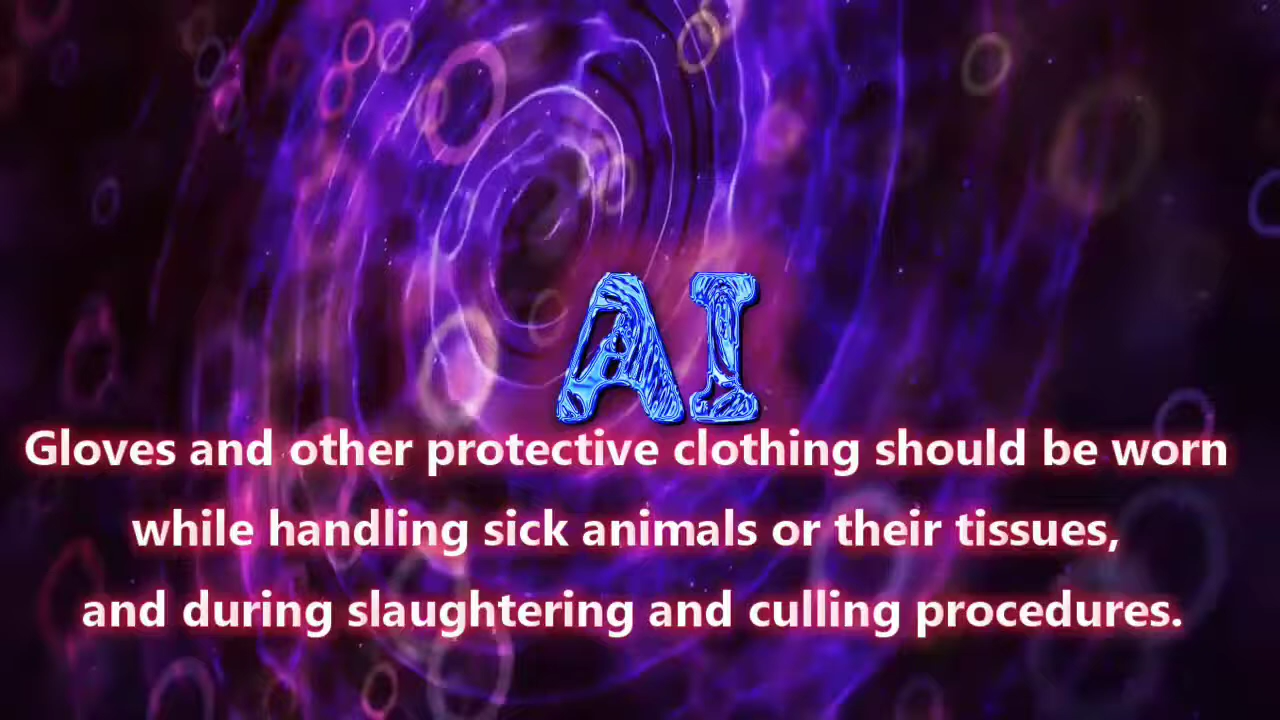 AI
Gloves and other protective clothing should be worn
while handling sick animals or their tissues,
and during slaughtering and culling procedures.